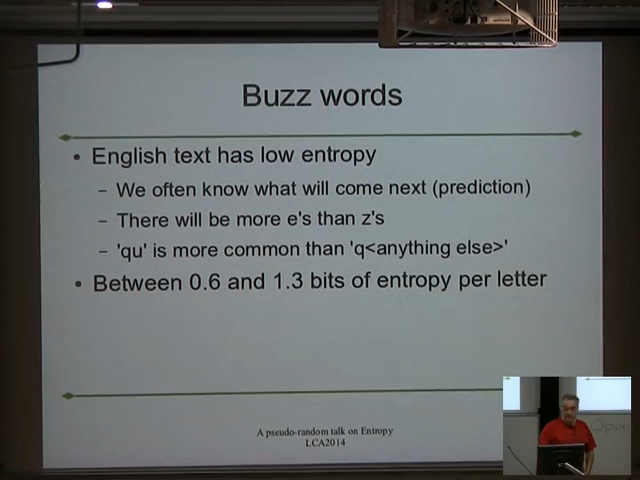 Buzz words
• English text has low entropy
– We often know what will come next (prediction)
– There will be more e's than z's
– 'qu' is more common than 'q<anything else>'
• Between 0.6 and 1.3 bits of entropy per letter
A pseudo-random talk on Entropy
LCA2014
Open